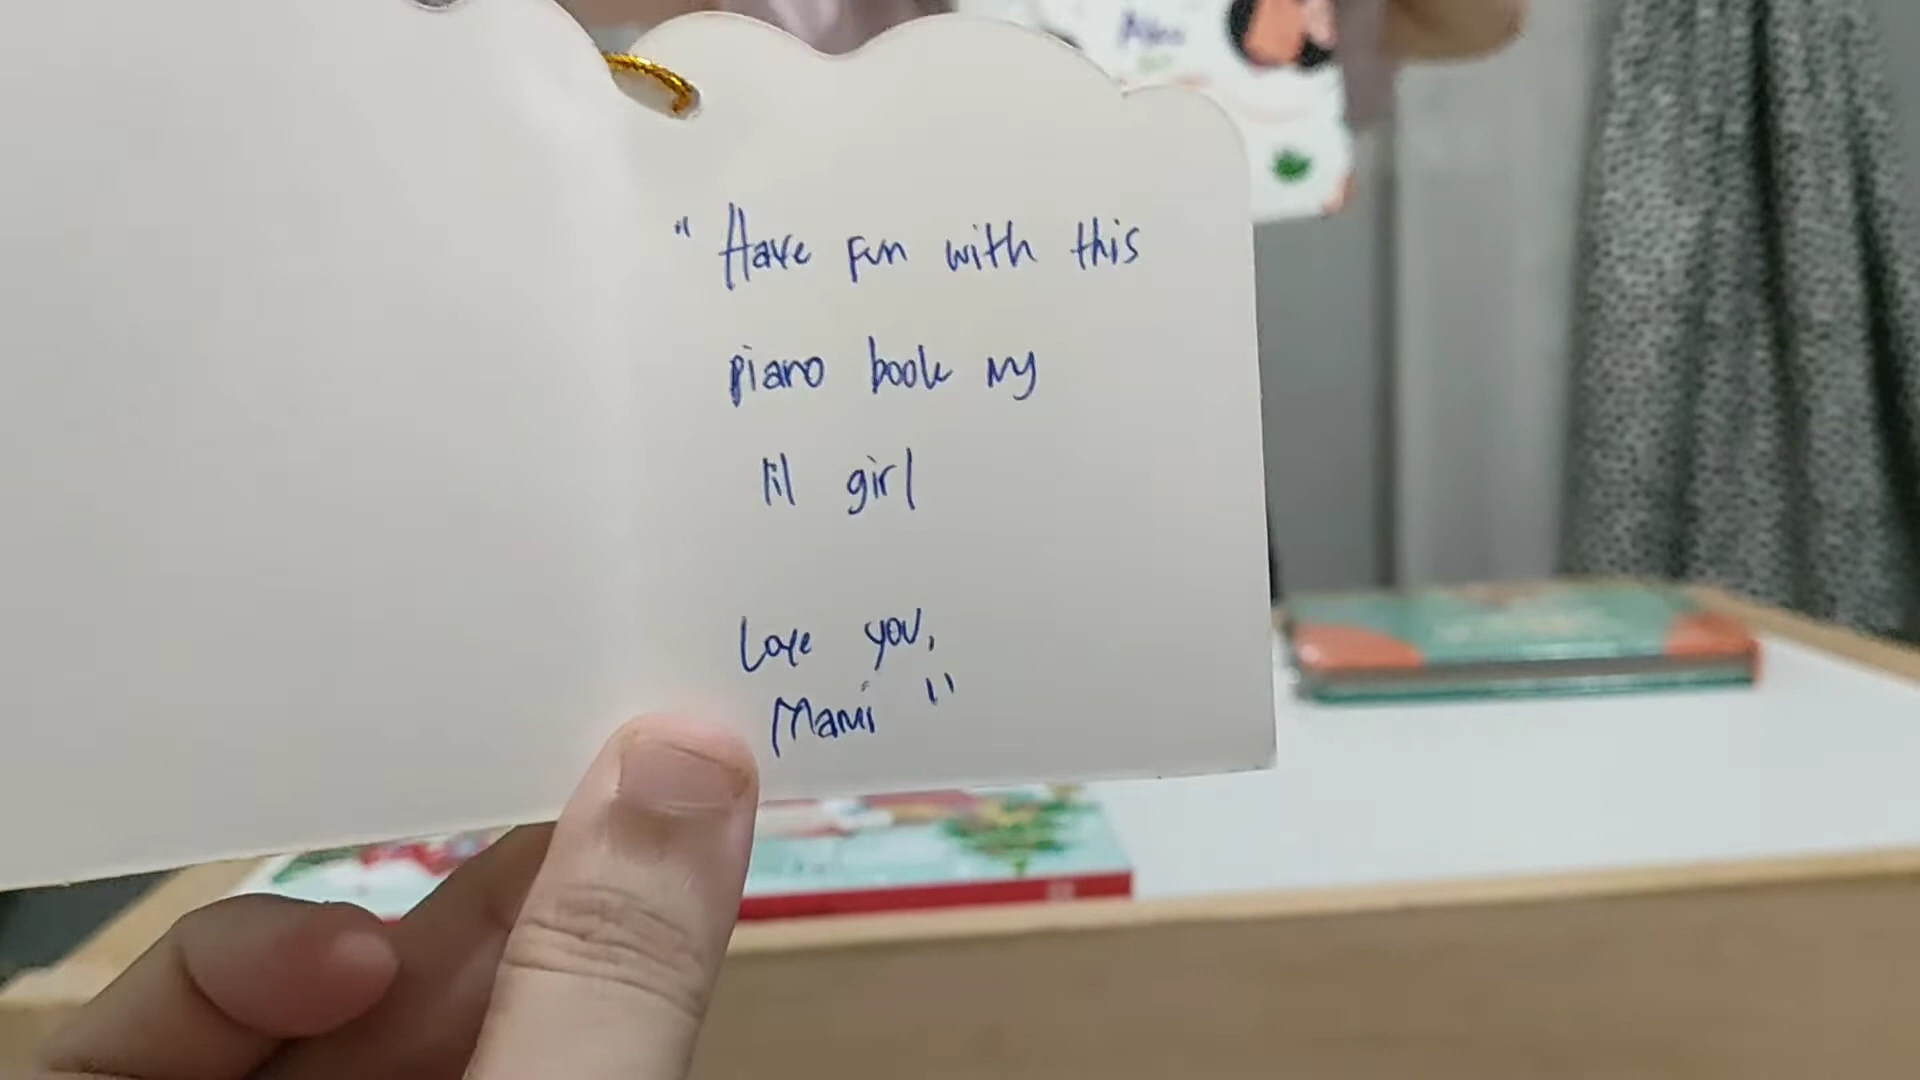 " Have Fun with this
piano book my
lil girl
Love you,
Mami "